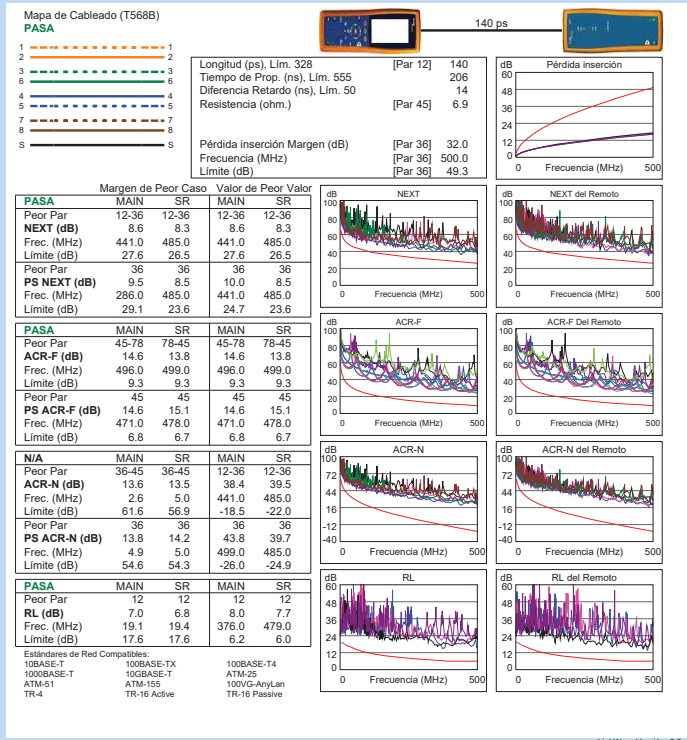 Mapa de Cableado (T568B)
PASA
1 1
2 2
3 3
6 6
4 4
5 5
7 7
8 8
S S
140 ps
Longitud (ps), Lím. 328 [Par 12] 140
Tiempo de Prop. (ns), Lím. 555 206
Diferencia Retardo (ns), Lím. 50 14
Resistencia (ohm.) [Par 45] 6.9
Pérdida inserción Margen (dB) [Par 36] 32.0
Frecuencia (MHz) [Par 36] 500.0
Límite (dB) [Par 36] 49.3
dB Pérdida inserción
60
48
36
24
12
0
0 Frecuencia (MHz) 500
Margen de Peor Caso Valor de Peor Valor
PASA MAIN SR MAIN SR
Peor Par 12-36 12-36 12-36 12-36
NEXT (dB) 8.6 8.3 8.6 8.3
Frec. (MHz) 441.0 485.0 441.0 485.0
Límite (dB) 27.6 26.5 27.6 26.5
Peor Par 36 36 36 36
PS NEXT (dB) 9.5 8.5 10.0 8.5
Frec. (MHz) 286.0 485.0 441.0 485.0
Límite (dB) 29.1 23.6 24.7 23.6
PASA MAIN SR MAIN SR
Peor Par 45-78 78-45 45-78 78-45
ACR-F (dB) 14.6 13.8 14.6 13.8
Frec. (MHz) 496.0 499.0 496.0 499.0
Límite (dB) 9.3 9.3 9.3 9.3
Peor Par 45 45 45 45
PS ACR-F (dB) 14.6 15.1 14.6 15.1
Frec. (MHz) 471.0 478.0 471.0 478.0
Límite (dB) 6.8 6.7 6.8 6.7
N/A MAIN SR MAIN SR
Peor Par 36-45 36-45 12-36 12-36
ACR-N (dB) 13.6 13.5 38.4 39.5
Frec. (MHz) 2.6 5.0 441.0 485.0
Límite (dB) 61.6 56.9 -18.5 -22.0
Peor Par 36 36 36 36
PS ACR-N (dB) 13.8 14.2 43.8 39.7
Frec. (MHz) 4.9 5.0 499.0 485.0
Límite (dB) 54.6 54.3 -26.0 -24.9
PASA MAIN SR MAIN SR
Peor Par 12 12 12 12
RL (dB) 7.0 6.8 8.0 7.7
Frec. (MHz) 19.1 19.4 376.0 479.0
Límite (dB) 17.6 17.6 6.2 6.0
Estándares de Red Compatibles:
10BASE-T 100BASE-TX 100BASE-T4
1000BASE-T 10GBASE-T ATM-25
ATM-51 ATM-155 100VG-AnyLan
TR-4 TR-16 Active TR-16 Passive
dB NEXT
100
80
60
40
20
0
0 Frecuencia (MHz) 500
dB NEXT del Remoto
100
80
60
40
20
0
0 Frecuencia (MHz) 500
dB ACR-F
100
80
60
40
20
0
0 Frecuencia (MHz) 500
dB ACR-F Del Remoto
100
80
60
40
20
0
0 Frecuencia (MHz) 500
dB ACR-N
100
72
44
16
-12
-40
0 Frecuencia (MHz) 500
dB ACR-N del Remoto
100
72
44
16
-12
-40
0 Frecuencia (MHz) 500
dB RL
60
48
36
24
12
0
0 Frecuencia (MHz) 500
dB RL del Remoto
60
48
36
24
12
0
0 Frecuencia (MHz) 500